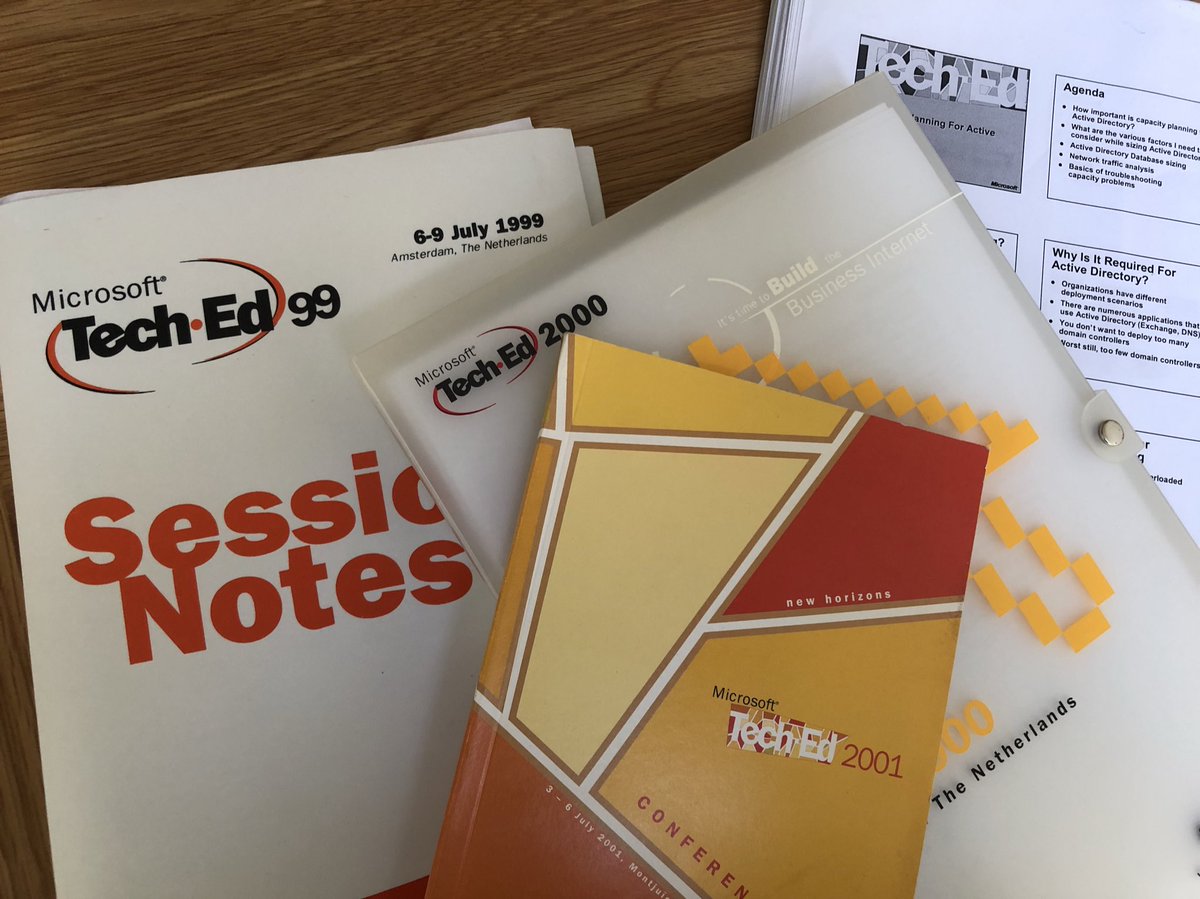 6-9 July 1999
Amsterdam, The Netherlands
Microsoft®
Tech·Ed 99
Session
Notes
It's time to Build the
Business Internet
Microsoft®
Tech·Ed 2000
The Netherlands
new horizons
Microsoft®
Tech·Ed 2001
3 – 6 July 2001,
CONFEREN
Tech·Ed
For Active
Microsoft
Agenda
• How important is capacity planning
Active Directory?
• What are the various factors I need
consider while sizing Active
• Active Directory Database sizing
• Network traffic analysis
• Basics of troubleshooting
capacity problems
Why Is It Required For
Active Directory?
• Organizations have different
deployment scenarios
• There are numerous applications
use Active Directory (Exchange, DNS)
• You don't want to deploy too many
domain controllers
Worst still, too few domain controllers